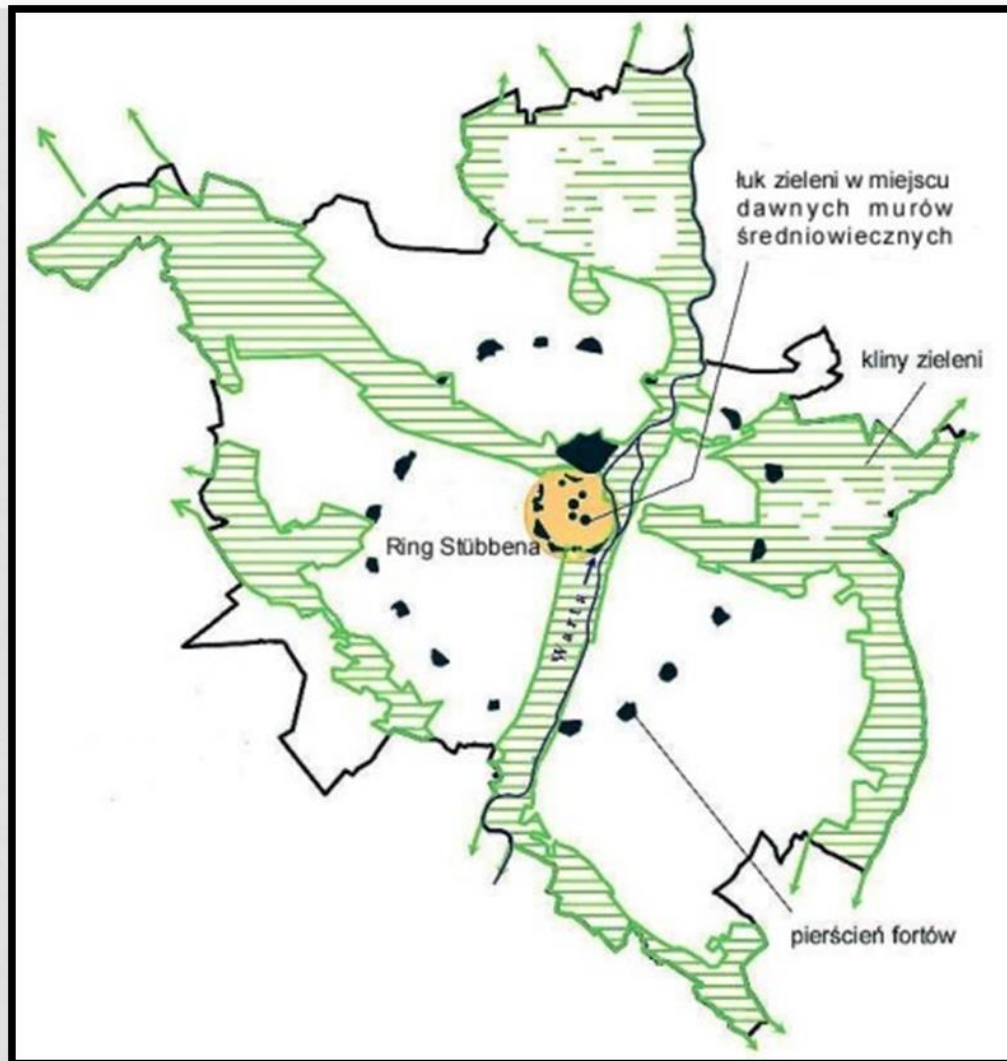 łuk zieleni w miejscu
dawnych murów
średniowiecznych
kliny zieleni
Ring Stübbena
Warta
pierścień fortów